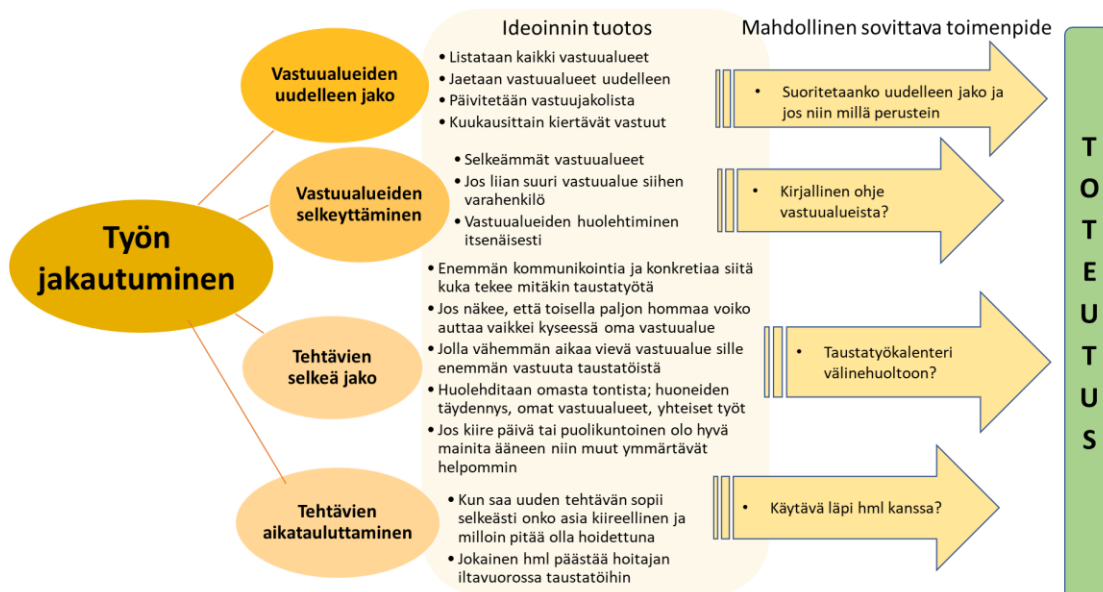 Ideoinnin tuotos
Mahdollinen sovittava toimenpide
Työn
jakautuminen
Vastuualueiden
uudelleen jako
• Listataan kaikki vastuualueet
• Jaetaan vastuualueet uudelleen
• Päivitetään vastuujakolista
• Kuukausittain kiertävät vastuut
• Suoritetaanko uudelleen jako ja
jos niin millä perustein
Vastuualueiden
selkeyttäminen
• Selkeämmät vastuualueet
• Jos liian suuri vastuualue siihen
varahenkilö
• Vastuualueiden huolehtiminen
itsenäisesti
• Kirjallinen ohje
vastuualueista?
Tehtävien
selkeä jako
• Enemmän kommunikointia ja konkretiaa siitä
kuka tekee mitäkin taustatyötä
• Jos näkee, että toisella paljon hommaa voiko
auttaa vaikkei kyseessä oma vastuualue
• Jolla vähemmän aikaa vievä vastuualue sille
enemmän vastuuta taustatöistä
• Huolehditaan omasta tontista; huoneiden
täydennys, omat vastuualueet, yhteiset työt
• Jos kiire päivä tai puolikuntoinen olo hyvä
mainita ääneen niin muut ymmärtävät
helpommin
• Taustatyökalenteri
välinehuoltoon?
Tehtävien
aikatauluttaminen
• Kun saa uuden tehtävän sopii
selkeästi onko asia kiireellinen ja
milloin pitää olla hoidettuna
• Jokainen hml päästää hoitajan
iltavuorossa taustatöihin
• Käytävä läpi hml kanssa?
T
O
T
E
U
T
U
S